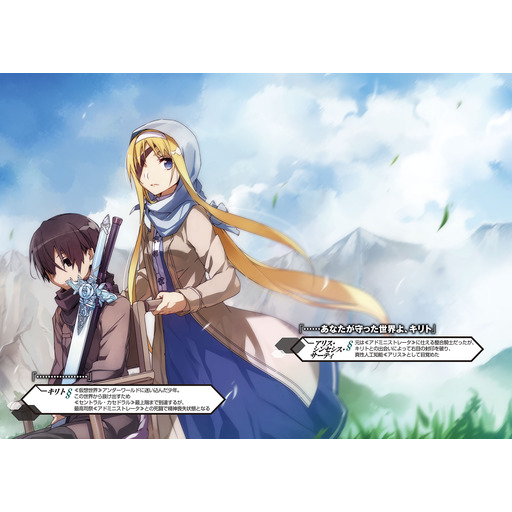 『……あなたが守った世界よ、キリト』
アリス・シンセシス・サーティ §
元は≪アドミニストレータ≫に仕える整合騎士だったが、
キリトとの出会いによって右目の封印を破り、
真性人工知能≪アリス≫として目覚めた
『……………………』
キリト §
≪仮想世界≫アンダーワールドに迷い込んだ少年。
この世界から抜け出すため
≪セントラル・カセドラル≫最上階まで到達するが、
最高司祭≪アドミニストレータ≫との死闘で精神喪失状態となる